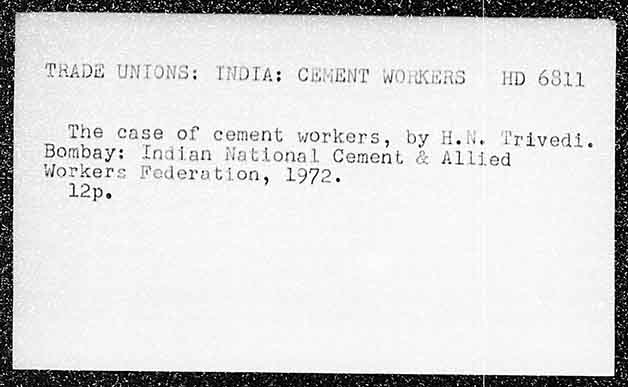 TRADE UNIONS: INDIA: CEMENT WORKERS HD 6811
The case of cement workers, by H.N. Trivedi.
Bombay: Indian National Cement & Allied
Workers Federation, 1972.
12p.